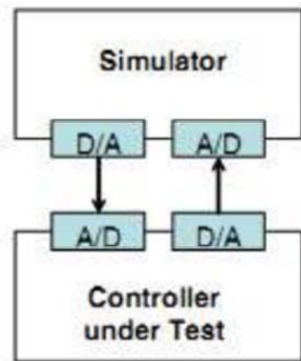 Simulator
D/A A/D
A/D D/A
Controller
under Test